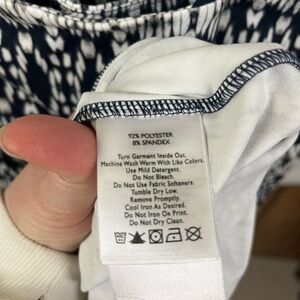 92% POLYESTER
8% SPANDEX
Turn Garment Inside Out.
Machine Wash Warm With Like Colors.
Use Mild Detergent.
Do Not Bleach.
Do Not Use Fabric Softeners.
Tumble Dry Low.
Remove Promptly.
Cool Iron As Desired.
Do Not Iron On Print.
Do Not Dry Clean.